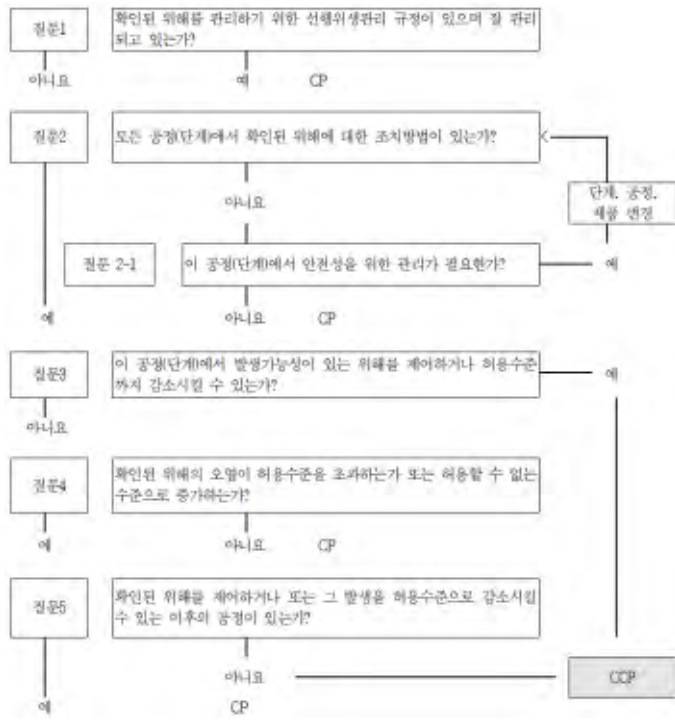 질문1
확인된 위해를 관리하기 위한 선행위생관리 규정이 있으며 잘 관리
되고 있는가?
아니요 예 CP
질문2
모든 공정(단계)에서 확인된 위해에 대한 조치방법이 있는가?
단계, 공정,
제품 변경
아니요
질문 2-1
이 공정(단계)에서 안전성을 위한 관리가 필요한가?
예
예 아니요 CP
질문3
이 공정(단계)에서 발생가능성이 있는 위해를 제어하거나 허용수준
까지 감소시킬 수 있는가?
예
아니요
질문4
확인된 위해의 오염이 허용수준을 초과하는가 또는 허용할 수 없는
수준으로 증가하는가?
예 아니요 CP
질문5
확인된 위해를 제어하거나 또는 그 발생을 허용수준으로 감소시킬
수 있는 이후의 공정이 있는가?
아니요
CCP
예 CP